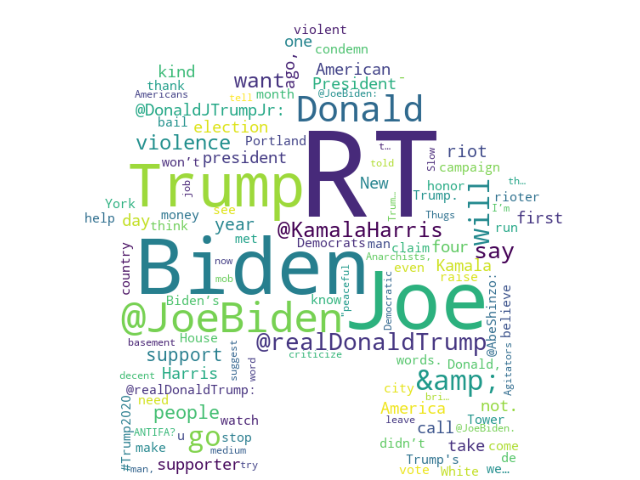 violent
one
condemn
ago,
kind
want
American
President
thank
month
Americans
tell
@JoeBiden:
@DonaldJTrumpJr:
Donald
RT
bail
election
violence
Portland
t…
told
Slow
riot
won't
president
campaign
Trump
job
New
Trum…
Trump.
honor
th…
rioter
York
money
see
@KamalaHarris
Thugs
will
I'm
first
help
day
think
year
run
met
Democrats
man
claim
four
say
country
Biden
now
mob
peaceful
Anarchists,
even
Kamala
raise
Democratic
@AbeShinzo:
believe
Biden's
know
Joe
@JoeBiden
House
basement
support
suggest
word
@realDonaldTrump
criticize
words.
Donald,
Agitators
decent
Harris
&amp;
@realDonaldTrump:
city
need
bri…
#Trump2020
people
watch
leave
America
not.
Tower
ANTIFA?
u
go
stop
call
@JoeBiden.
make
medium
didn't
take
come
man,
supporter
try
vote
Trump's
White
we…
de